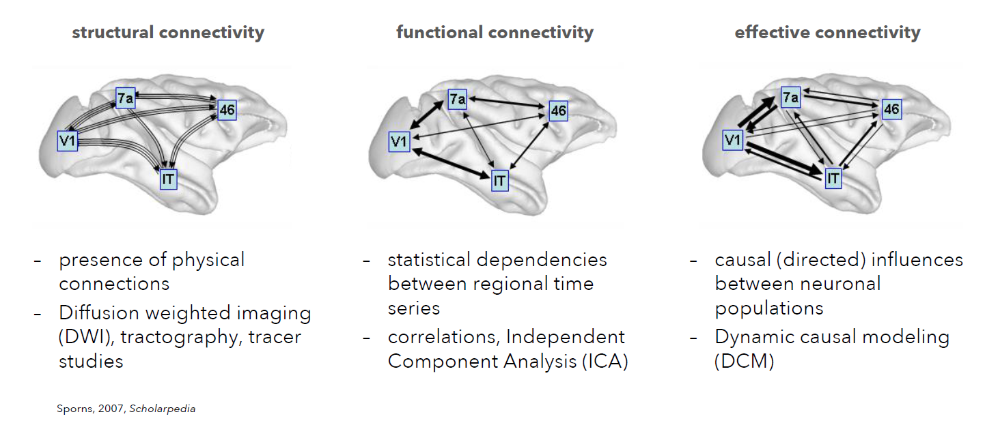 structural connectivity
7a
46
V1
IT
– presence of physical
connections
– Diffusion weighted imaging
(DWI), tractography, tracer
studies
functional connectivity
7a
46
V1
IT
– statistical dependencies
between regional time
series
– correlations, Independent
Component Analysis (ICA)
effective connectivity
7a
46
V1
IT
– causal (directed) influences
between neuronal
populations
– Dynamic causal modeling
(DCM)
Sporns, 2007, Scholarpedia